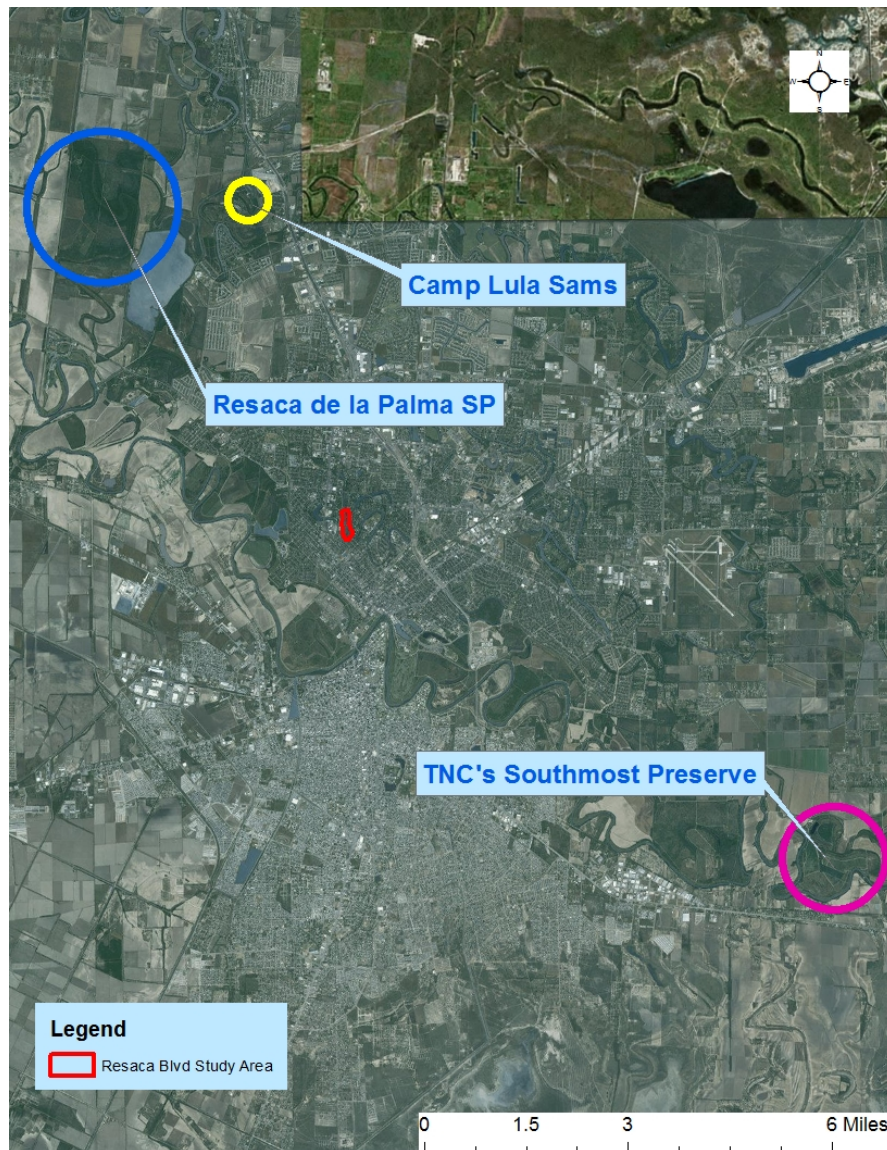 N
W E
S
Camp Lula Sams
Resaca de la Palma SP
TNC's Southmost Preserve
Legend
Resaca Blvd Study Area
0 1.5 3 6 Miles